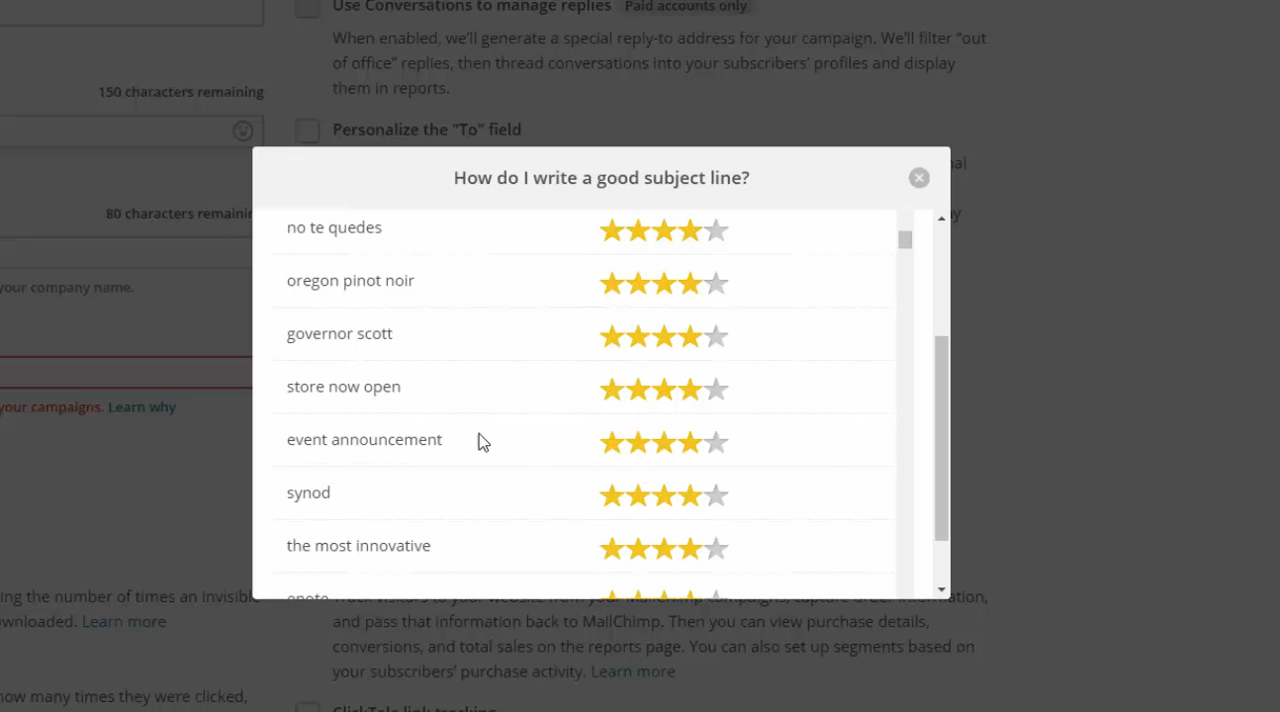 Use Conversations to manage replies Paid accounts only
When enabled, we'll generate a special reply-to address for your campaign. We'll filter "out
of office" replies, then thread conversations into your subscribers' profiles and display
them in reports.
150 characters remaining
Personalize the "To" field
How do I write a good subject line?
80 characters
no te quedes
oregon pinot noir
your company name.
governor scott
store now open
your campaigns. Learn why
event announcement
synod
the most innovative
ing the number of times an invisible
and pass that information back to MailChimp. Then you can view purchase details,
Learn more
conversions, and total sales on the reports page. You can also set up segments based on
your subscribers' purchase activity. Learn more
how many times they were clicked,